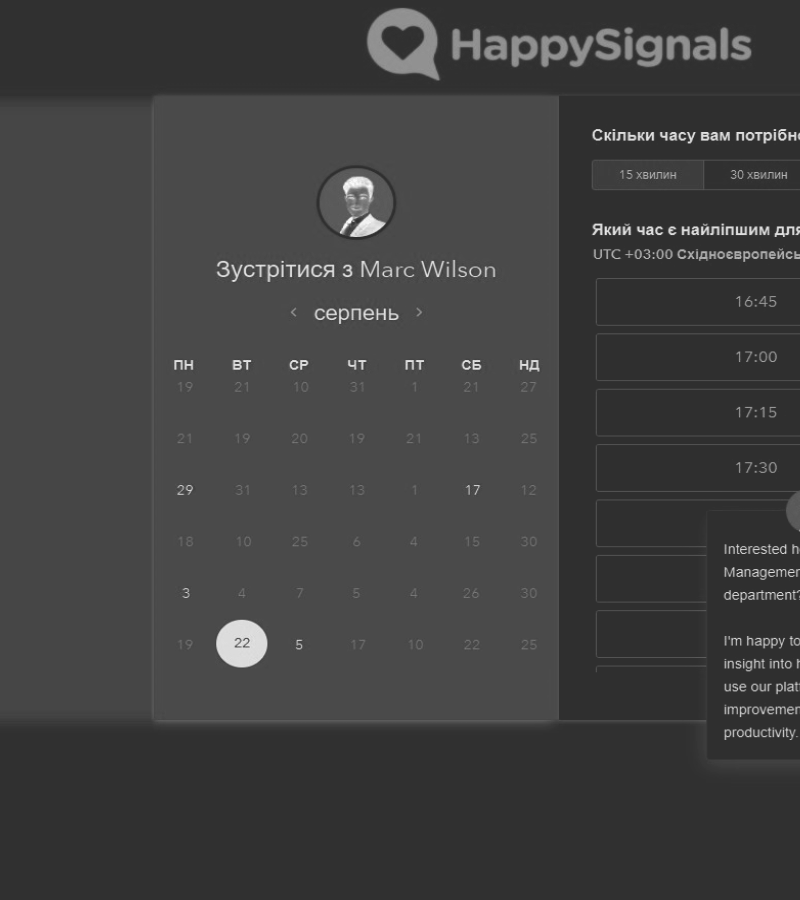 HappySignals
Зустрітися з Marc Wilson
серпень
ПН ВТ СР ЧТ ПТ СБ НД
19 21 10 31 1 21 27
21 19 20 19 21 13 25
29 31 13 13 1 17 12
18 10 25 6 4 15 30
3 4 7 5 4 26 30
19 22 5 17 10 22 25
Скільки часу вам потрібно
15 хвилин 30 хвилин
Який час є найліпшим для
UTC +03:00 Східноєвропейсь
16:45
17:00
17:15
17:30
Interested h
Managemen
department?
I'm happy to
insight into h
use our plat
improvemen
productivity.